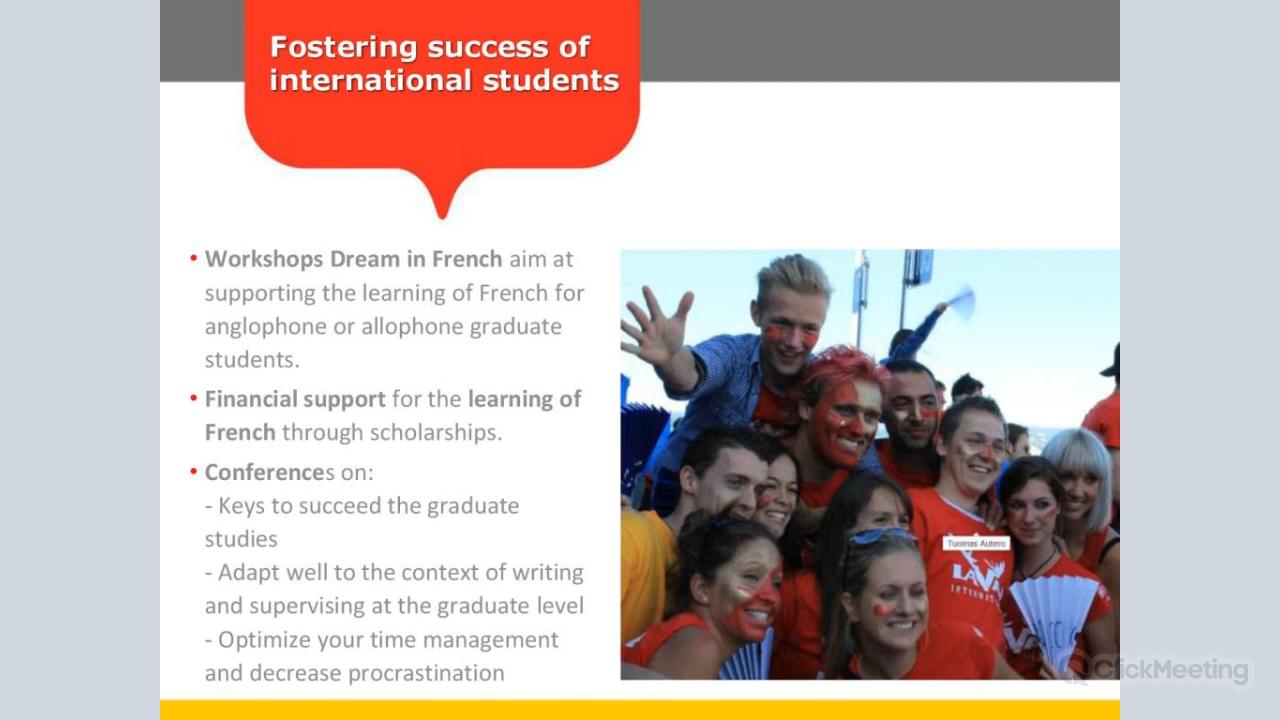 Fostering success of
international students
• Workshops Dream in French aim at
supporting the learning of French for
anglophone or allophone graduate
students.
• Financial support for the learning of
French through scholarships.
• Conferences on:
- Keys to succeed the graduate
studies
- Adapt well to the context of writing
and supervising at the graduate level
- Optimize your time management
and decrease procrastination
Tuomas Autero
ClickMeeting